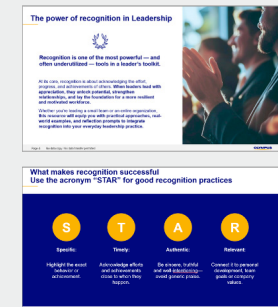 The power of recognition in Leadership
Recognition is one of the most powerful — and
often underutilized — tools in a leader's toolkit.
At its core, recognition is about acknowledging the effort,
progress, and achievements of others. When leaders lead with
appreciation, they unlock potential, strengthen
relationships, and lay the foundation for a more resilient
and motivated workforce.
Whether you're leading a small team or an entire organization,
this resource will equip you with practical approaches, real-
world examples, and reflection prompts to integrate
recognition into your everyday leadership practice.
OLYMPUS
What makes recognition successful
Use the acronym "STAR" for good recognition practices
S T A R
Specific: Timely: Authentic: Relevant:
Highlight the exact Acknowledge efforts Be sincere, truthful Connect it to personal
behavior or and achievements and well-intentioning— development, team
achievement. close to when they avoid generic praise. goals or company
happen. values.